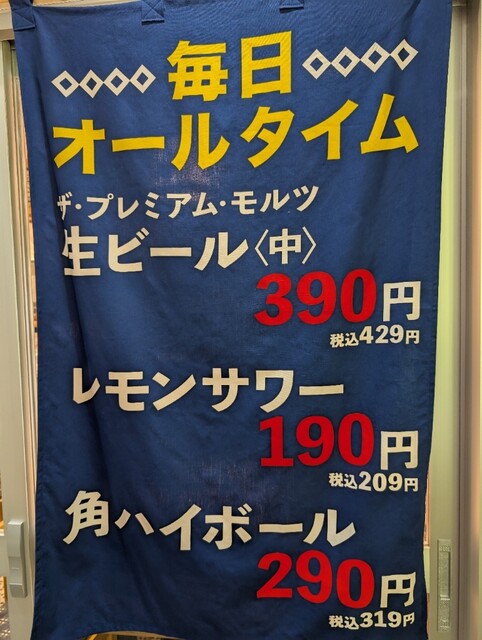 毎日
オールタイム
ザ・プレミアム・モルツ
生ビール〈中〉
390円
税込429円
レモンサワー
190円
税込209円
角ハイボール
290円
税込319円